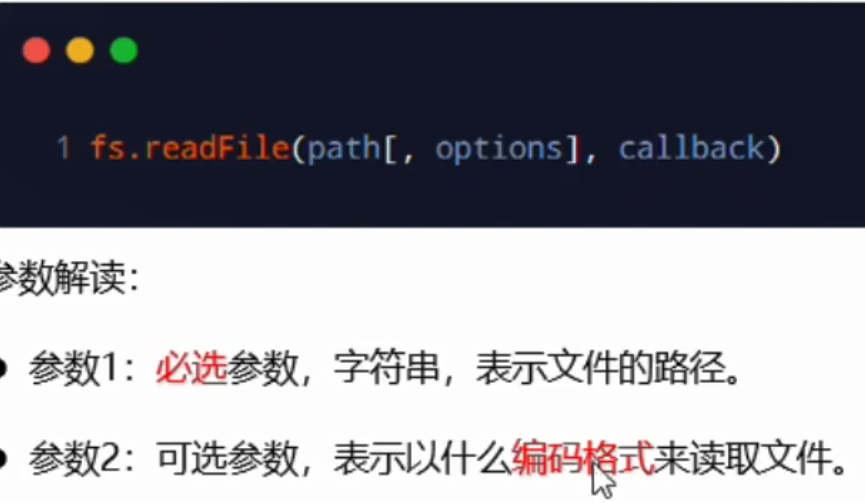 1 fs.readFile(path[, options], callback)
参数解读：
参数1：必选参数，字符串，表示文件的路径。
参数2：可选参数，表示以什么编码格式来读取文件。